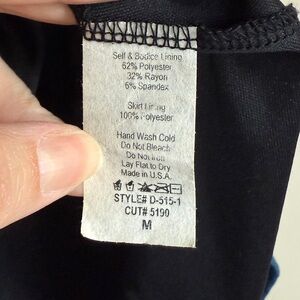 Self & Bodice Lining
62% Polyester
32% Rayon
6% Spandex
Skirt Lining
100% Polyester
Hand Wash Cold
Do Not Bleach
Do Not Iron
Lay Flat to Dry
Made in U.S.A.
STYLE# D-515-1
CUT# 5190
M